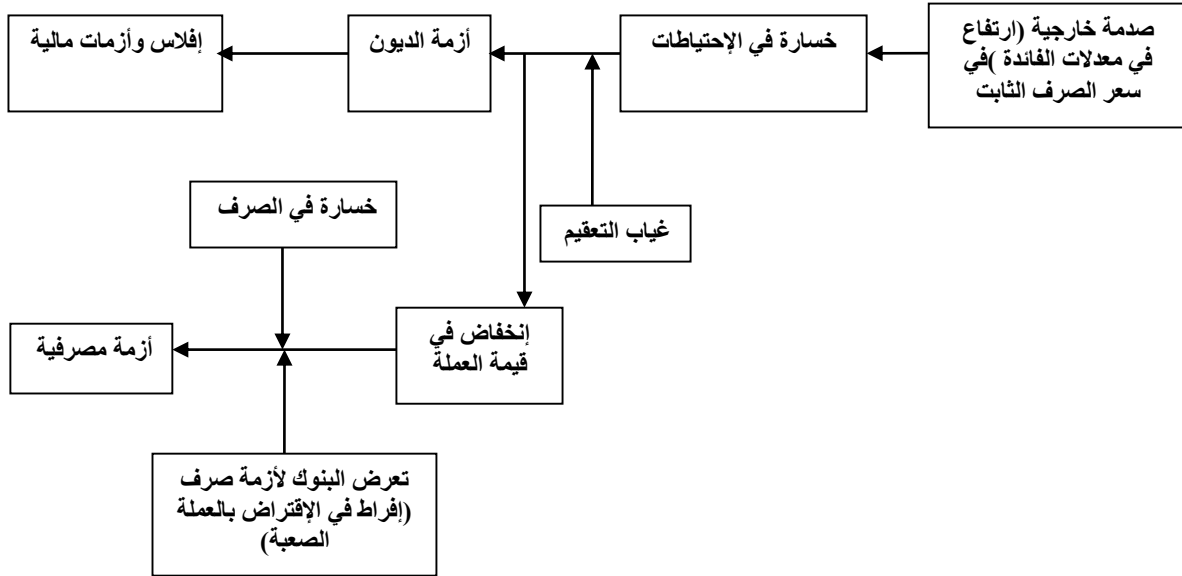 صدمة خارجية (ارتفاع
في معدلات الفائدة )في
سعر الصرف الثابت
خسارة في الإحتياطات
أزمة الديون
إفلاس وأزمات مالية
خسارة في الصرف
غياب التعقيم
إنخفاض في
قيمة العملة
أزمة مصرفية
تعرض البنوك لأزمة صرف
(إفراط في الإقتراض بالعملة
الصعبة)